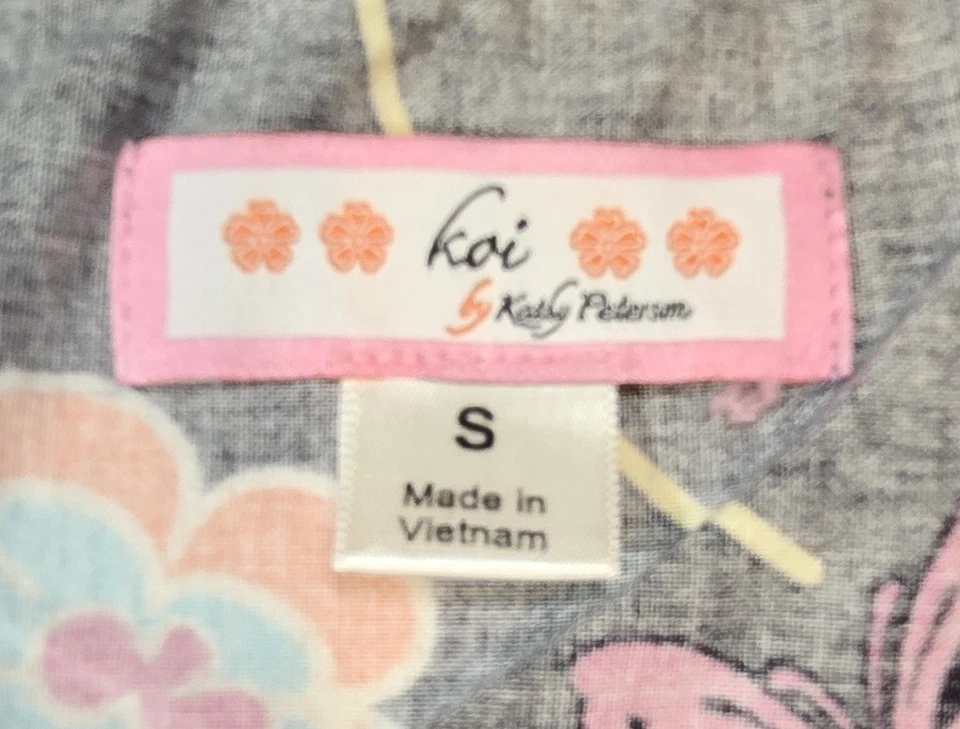 koi
by Kathy Peterson
S
Made in
Vietnam